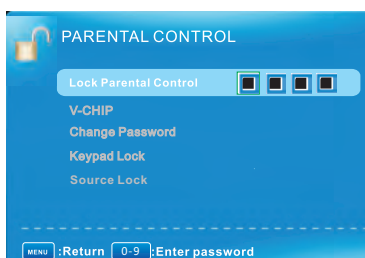 PARENTAL CONTROL
Lock Parental Control
V-CHIP
Change Password
Keypad Lock
Source Lock
MENU :Return 0-9 :Enter password